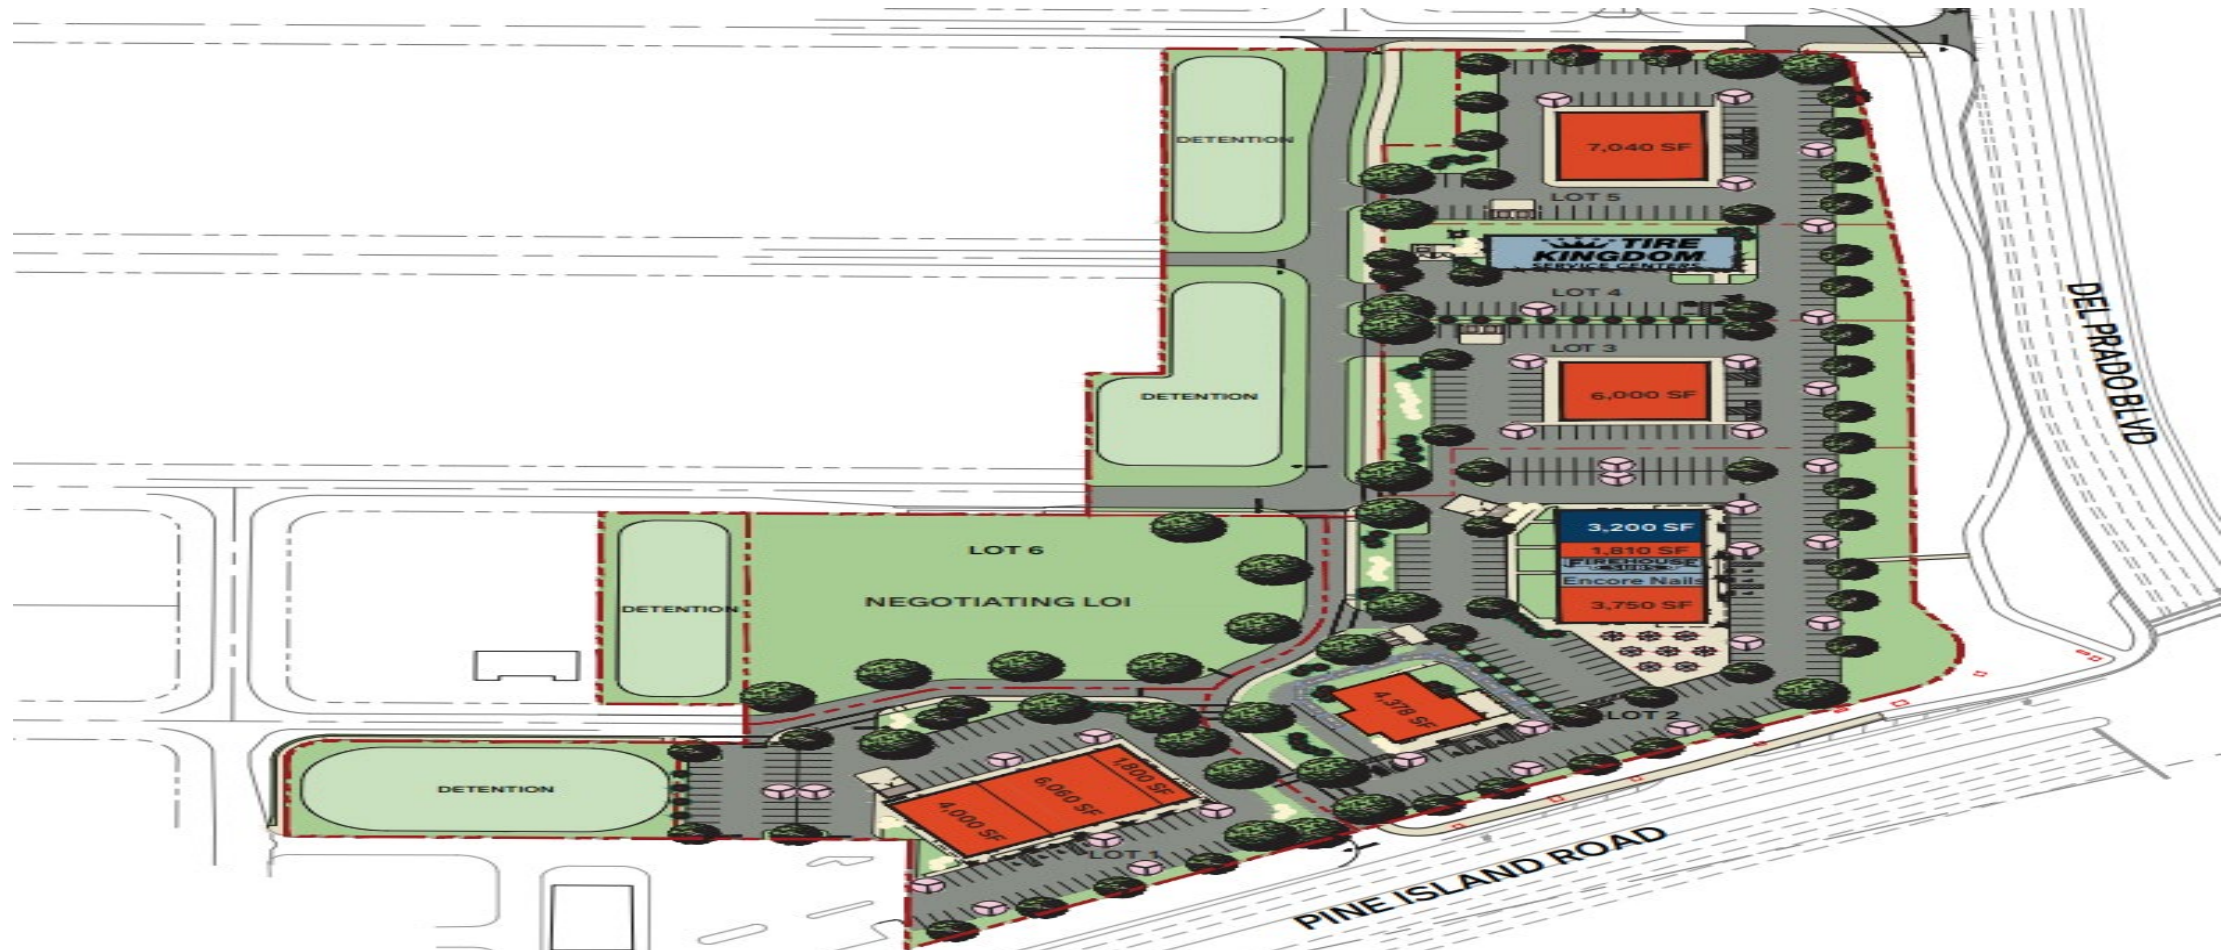 DETENTION
7,040 SF
LOT 5
TIRE
KINGDOM
SERVICE CENTERS
LOT 4
DEL PRADO BLVD
LOT 3
DETENTION
6,000 SF
LOT 6
NEGOTIATING LOI
DETENTION
3,200 SF
1,810 SF
FIREHOUSE
SUBS
Encore Nails
3,750 SF
4,378 SF
LOT 2
DETENTION
4,000 SF
6,060 SF
1,800 SF
LOT 1
PINE ISLAND ROAD